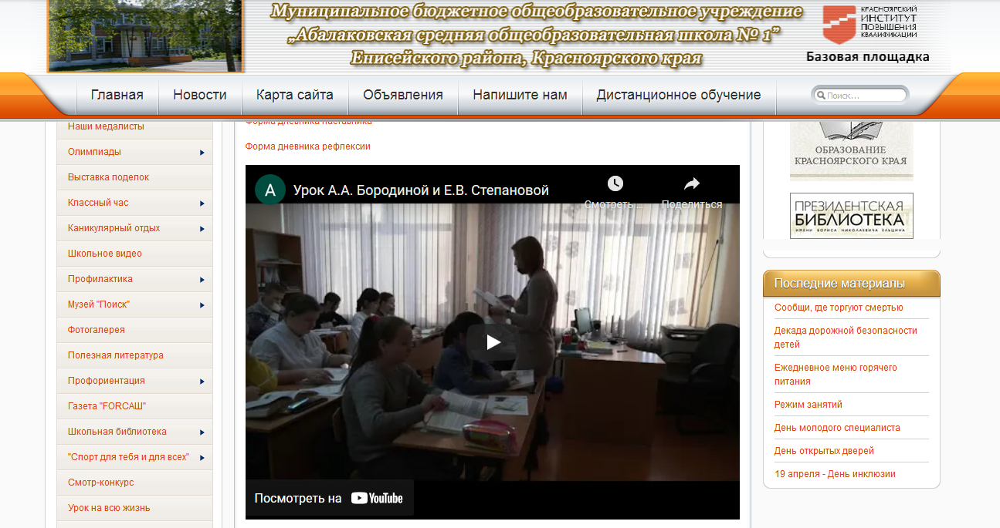 Муниципальное бюджетное общеобразовательное учреждение
„Абалаковская средняя общеобразовательная школа № 1”
Енисейского района, Красноярского края
КРАСНОЯРСКИЙ
ИНСТИТУТ
ПОВЫШЕНИЯ
КВАЛИФИКАЦИИ
Базовая площадка
Главная
Новости
Карта сайта
Объявления
Напишите нам
Дистанционное обучение
Поиск...
Наши медалисты
Олимпиады
Выставка поделок
Классный час
Каникулярный отдых
Школьное видео
Профилактика
Музей "Поиск"
Фотогалерея
Полезная литература
Профориентация
Газета "FORСАШ"
Школьная библиотека
"Спорт для тебя и для всех"
Смотр-конкурс
Урок на всю жизнь
Форма дневника наставника
Форма дневника рефлексии
А
Урок А.А. Бородиной и Е.В. Степановой
Смотреть ...
Поделиться
Посмотреть на YouTube
ОБРАЗОВАНИЕ
КРАСНОЯРСКОГО КРАЯ
ПРЕЗИДЕНТСКАЯ
БИБЛИОТЕКА
ИМЕНИ БОРИСА НИКОЛАЕВИЧА ЕЛЬЦИНА
Последние материалы
Сообщи, где торгуют смертью
Декада дорожной безопасности
детей
Ежедневное меню горячего
питания
Режим занятий
День молодого специалиста
День открытых дверей
19 апреля - День инклюзии